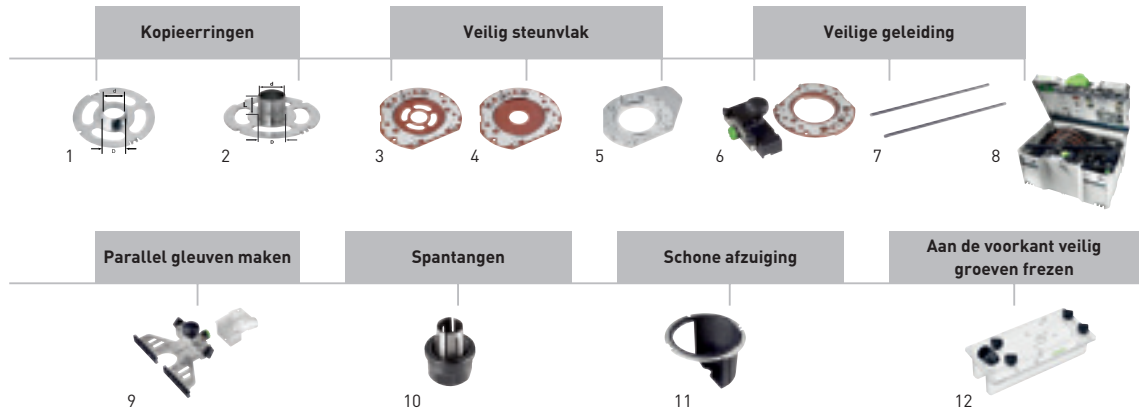 Kopieerringen
Veilig steunvlak
Veilige geleiding
d
D
1
d
D
2
3
4
5
6
7
8
Parallel gleuven maken
Spantangen
Schone afzuiging
Aan de voorkant veilig
groeven frezen
9
10
11
12